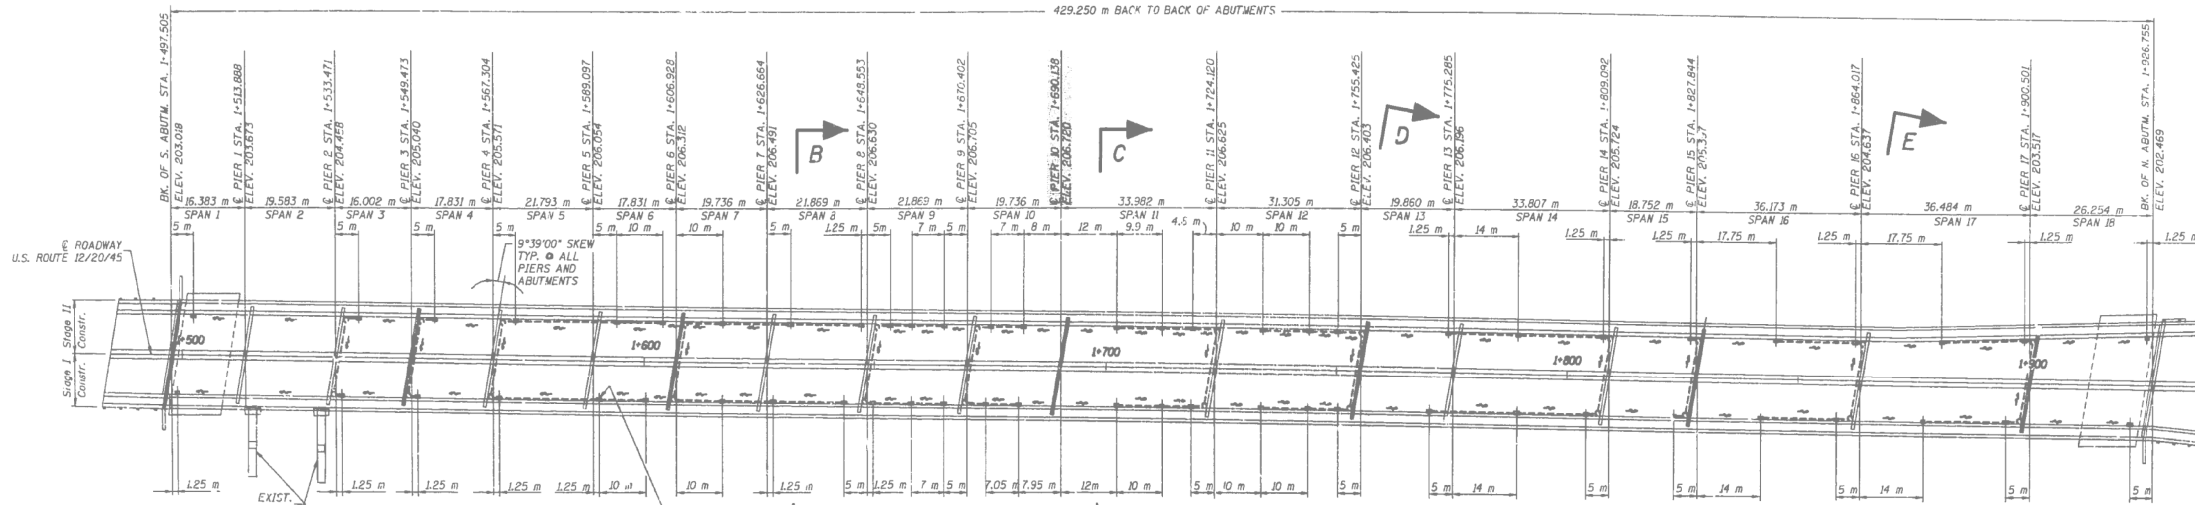 429.250 m BACK TO BACK OF ABUTMENTS
BK. OF S. ABUTM. STA. 1+497.505
ELEV. 203.018
℄ PIER 1 STA. 1+513.888
ELEV. 203.673
℄ PIER 2 STA. 1+533.471
ELEV. 204.458
℄ PIER 3 STA. 1+549.473
ELEV. 205.040
℄ PIER 4 STA. 1+567.304
ELEV. 205.571
℄ PIER 5 STA. 1+589.097
ELEV. 206.054
℄ PIER 6 STA. 1+606.928
ELEV. 206.312
℄ PIER 7 STA. 1+626.664
ELEV. 206.491
℄ PIER 8 STA. 1+648.553
ELEV. 206.630
℄ PIER 9 STA. 1+670.402
ELEV. 206.705
℄ PIER 10 STA. 1+690.138
ELEV. 206.720
℄ PIER 11 STA. 1+724.120
ELEV. 206.625
℄ PIER 12 STA. 1+755.425
ELEV. 206.403
℄ PIER 13 STA. 1+775.285
ELEV. 206.196
℄ PIER 14 STA. 1+809.092
ELEV. 205.724
℄ PIER 15 STA. 1+827.844
ELEV.
℄ PIER 16 STA. 1+864.017
ELEV. 204.637
℄ PIER 17 STA. 1+900.501
ELEV. 203.517
BK. OF N. ABUTM. STA. 1+926.755
ELEV. 202.469
B C D E
16.383 m 19.583 m 16.002 m 17.831 m 21.793 m 17.831 m 19.736 m 21.869 m 21.869 m 19.736 m 33.982 m 31.305 m 19.860 m 33.807 m 18.752 m 36.173 m 36.484 m 26.254 m
SPAN 1 SPAN 2 SPAN 3 SPAN 4 SPAN 5 SPAN 6 SPAN 7 SPAN 8 SPAN 9 SPAN 10 SPAN 11 SPAN 12 SPAN 13 SPAN 14 SPAN 15 SPAN 16 SPAN 17 SPAN 18
5 m 5 m 5 m 5 m 5 m 10 m 10 m 5 m 1.25 m 5m 7 m 5 m 7 m 8 m 12 m 9.9 m 10 m 10 m 5 m 1.25 m 14 m 1.25 m 1.25 m 17.75 m 1.25 m 17.75 m 1.25 m 1.25 m
℄ ROADWAY
U.S. ROUTE 12/20/45
9°39'00" SKEW
TYP. @ ALL
PIERS AND
ABUTMENTS
Stage II
Constr.
Stage I
Constr.
1+500 1+600 1+700 1+800 1+900
1.25 m 1.25 m 1.25 m 1.25 m 1.25 m 10 m 10 m 1.25 m 5 m 1.25 m 7 m 5 m 7.05 m 7.95 m 12m 10 m 5 m 10 m 10 m 5 m 5 m 14 m 5 m 5 m 14 m 5 m 14 m 5 m 5 m
EXIST.